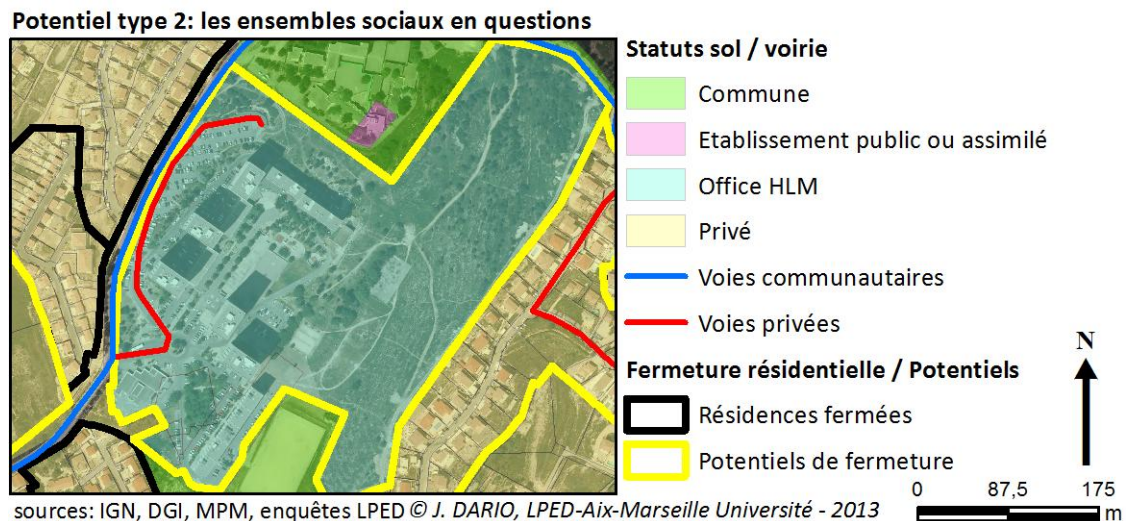 Potentiel type 2: les ensembles sociaux en questions
Statuts sol / voirie
Commune
Etablissement public ou assimilé
Office HLM
Privé
Voies communautaires
Voies privées
Fermeture résidentielle / Potentiels
Résidences fermées
Potentiels de fermeture
N
0 87,5 175
m
sources: IGN, DGI, MPM, enquêtes LPED © J. DARIO, LPED-Aix-Marseille Université - 2013